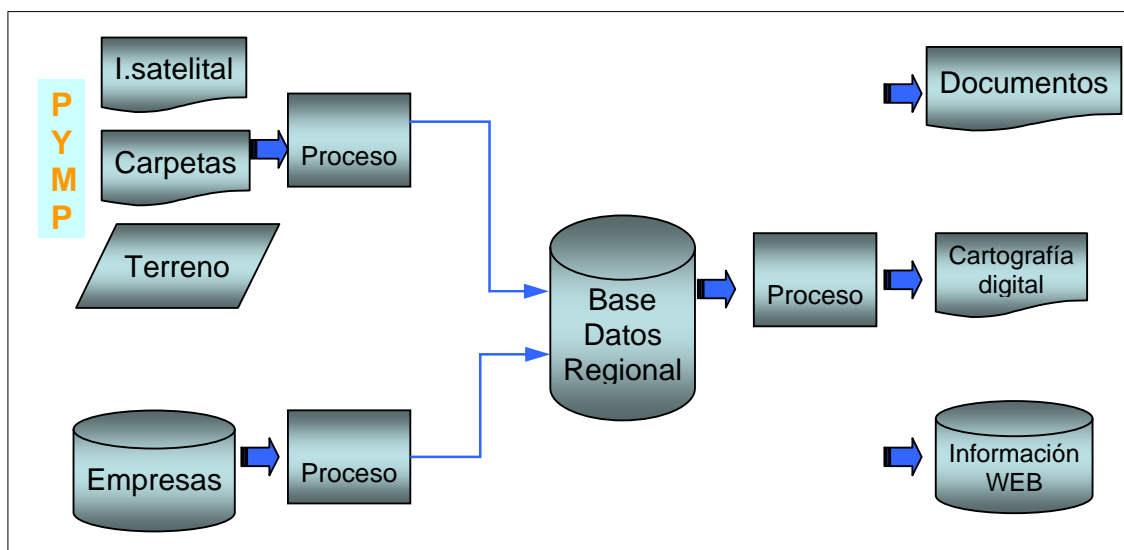 P
Y
M
P
I.satelital
Carpetas
Terreno
Proceso
Empresas
Proceso
Base
Datos
Regional
Proceso
Documentos
Cartografía
digital
Información
WEB